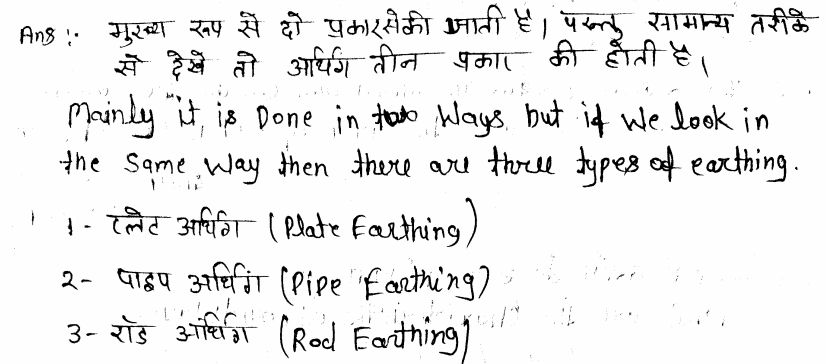 Ans :- मुख्य रूप से दो प्रकारसेकी जाती है। परन्तु सामान्य तरीके
से देखे तो अर्थिंग तीन प्रकार की होती है।
Mainly it is Done in two Ways but if We look in
the Same Way then there are three types of earthing.
1 - प्लेट अर्थिंग (Plate Earthing)
2- पाइप अर्थिंग (Pipe Earthing)
3- रॉड अर्थिंग (Rod Earthing)